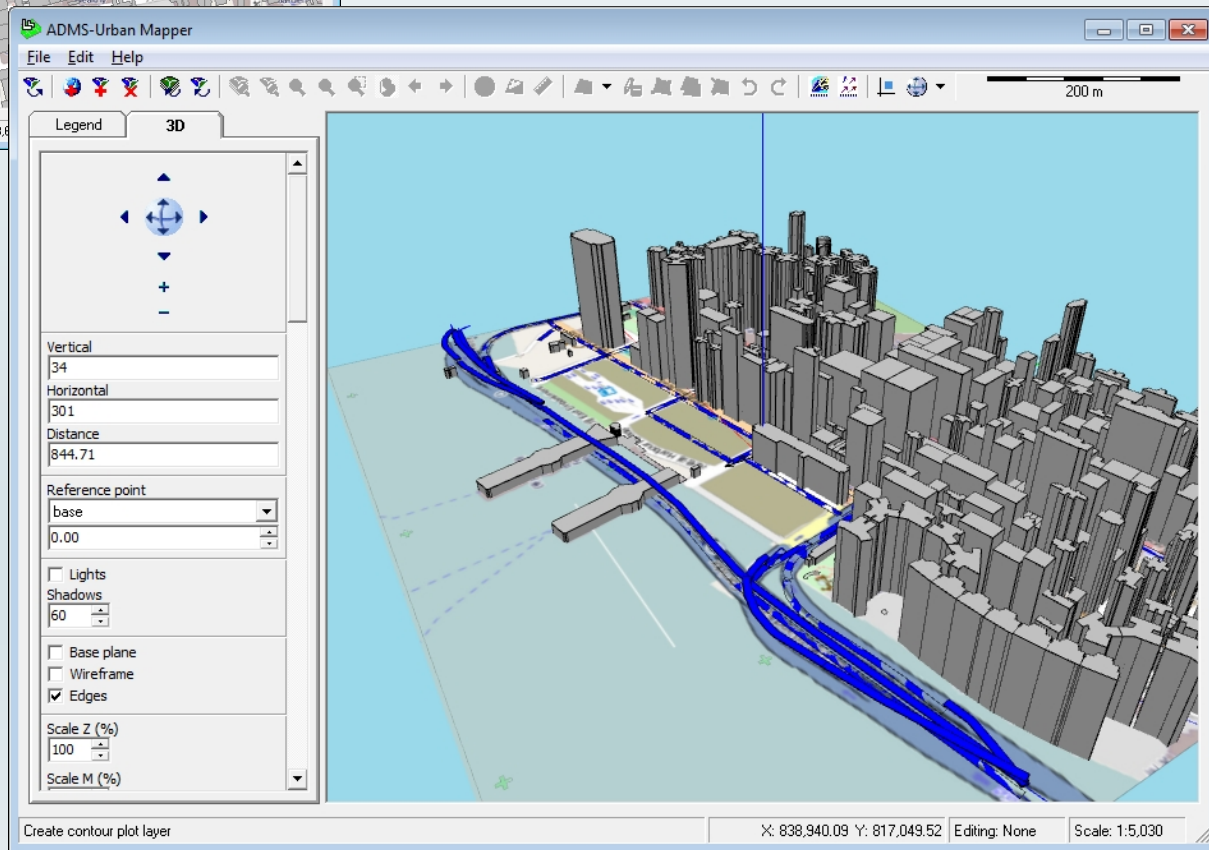 ADMS-Urban Mapper
File Edit Help
200 m
Legend 3D
Vertical
34
Horizontal
301
Distance
844.71
Reference point
base
0.00
Lights
Shadows
60
Base plane
Wireframe
Edges
Scale Z (%)
100
Scale M (%)
Create contour plot layer X: 838,940.09 Y: 817,049.52 Editing: None Scale: 1:5,030